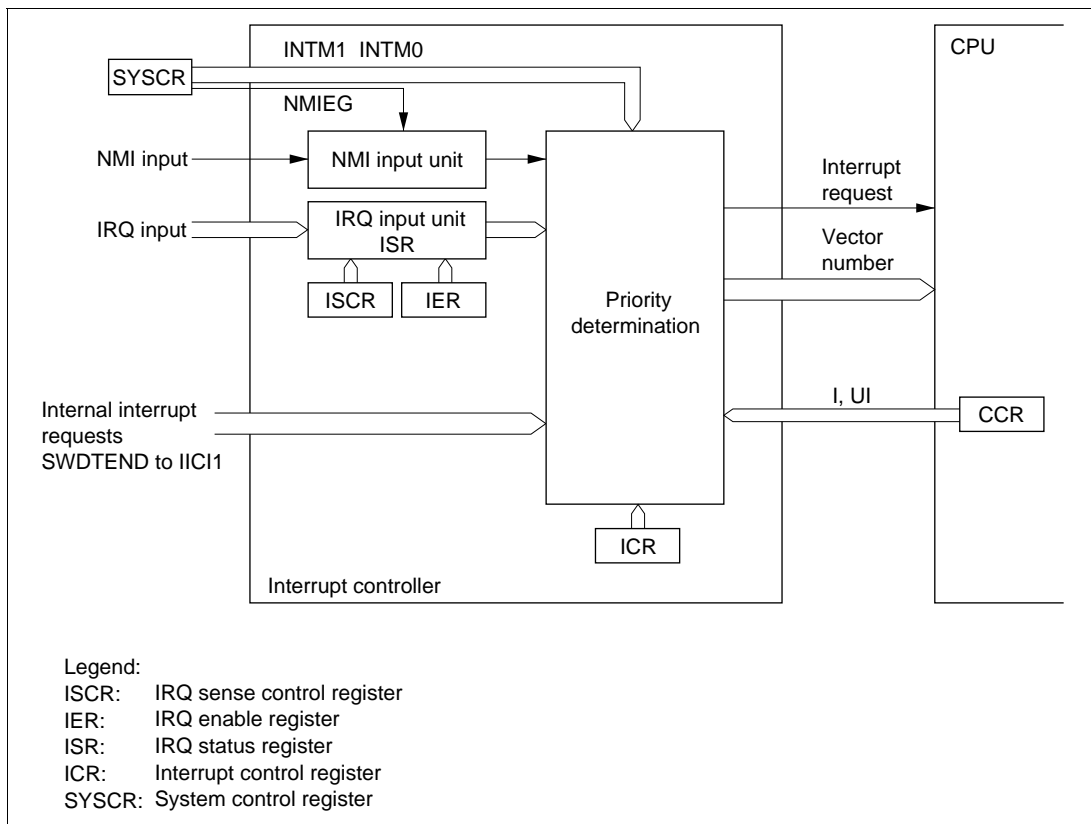 INTM1 INTM0
CPU
SYSCR
NMIEG
NMI input
NMI input unit
Interrupt
request
IRQ input
IRQ input unit
ISR
Vector
number
ISCR
IER
Priority
determination
I, UI
CCR
Internal interrupt
requests
SWDTEND to IICI1
ICR
Interrupt controller
Legend:
ISCR: IRQ sense control register
IER: IRQ enable register
ISR: IRQ status register
ICR: Interrupt control register
SYSCR: System control register